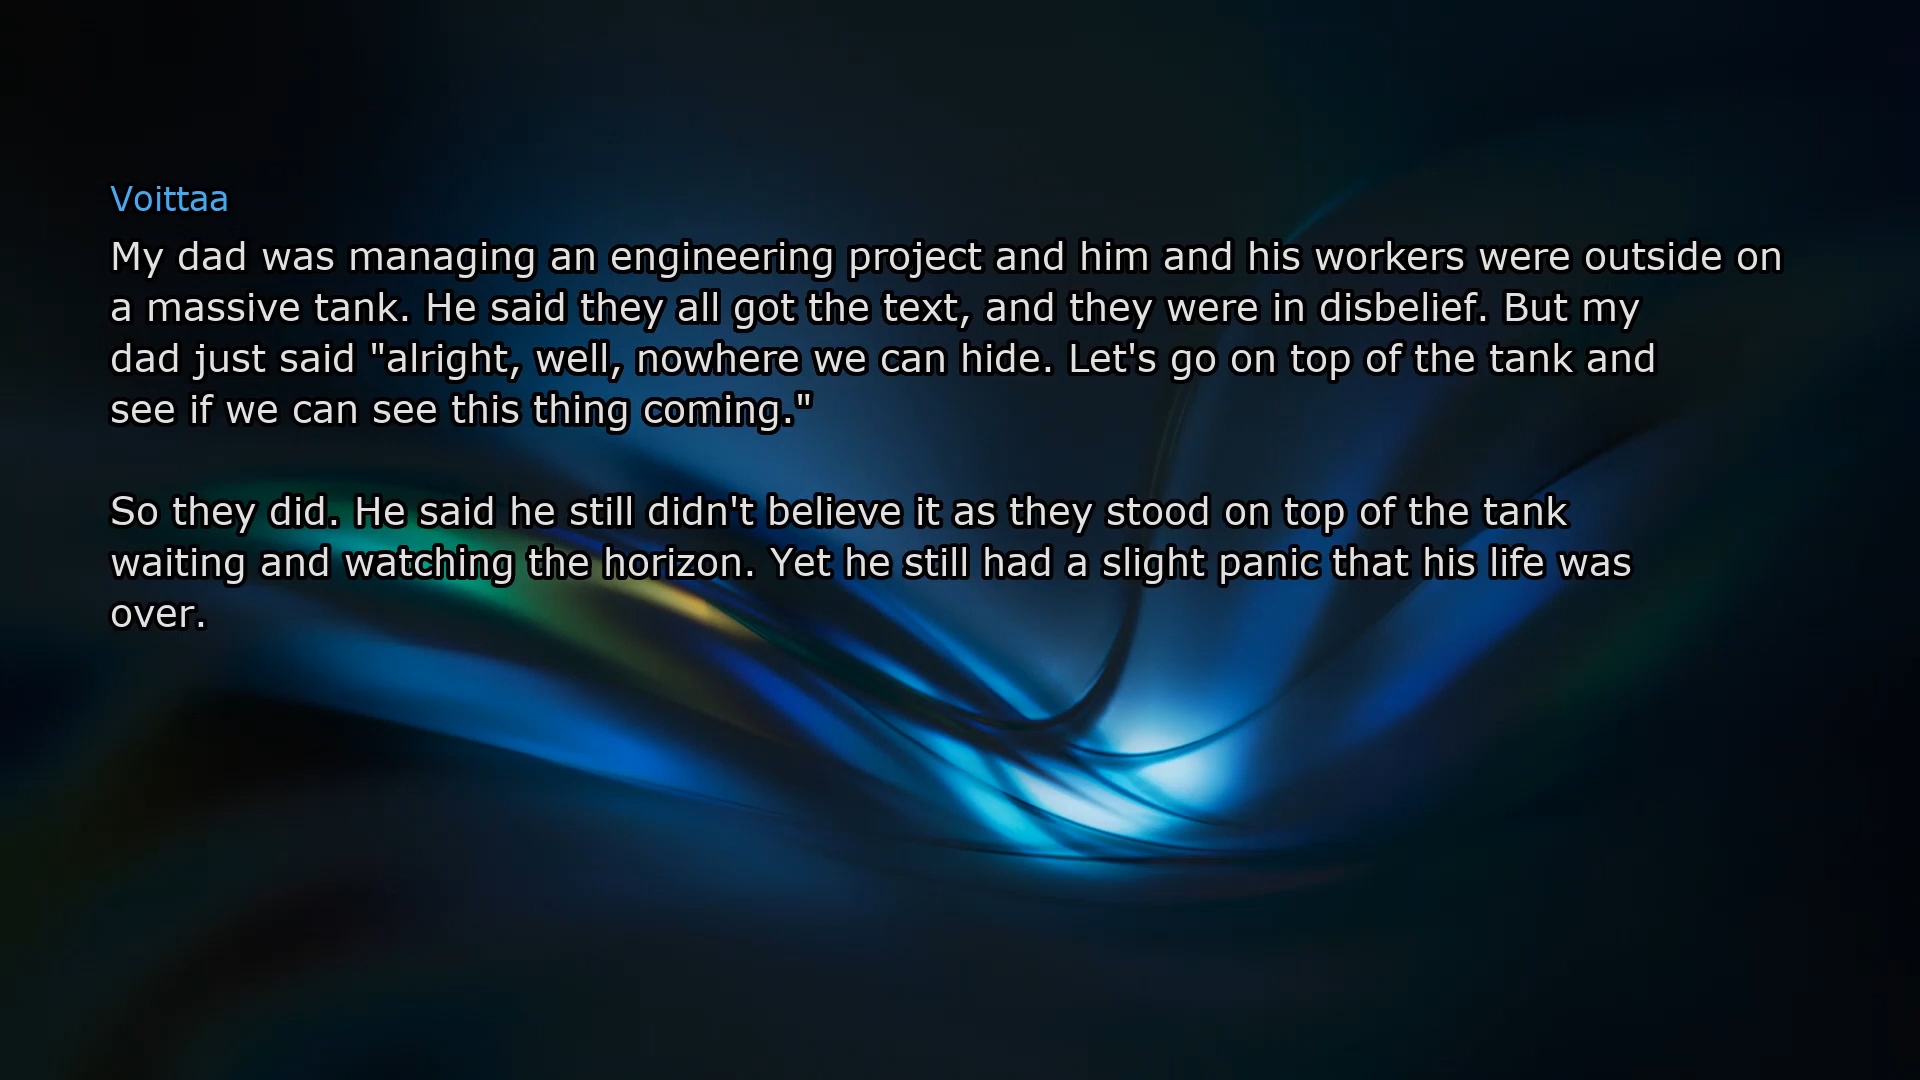 Voittaa
My dad was managing an engineering project and him and his workers were outside on
a massive tank. He said they all got the text, and they were in disbelief. But my
dad just said "alright, well, nowhere we can hide. Let's go on top of the tank and
see if we can see this thing coming."
So they did. He said he still didn't believe it as they stood on top of the tank
waiting and watching the horizon. Yet he still had a slight panic that his life was
over.